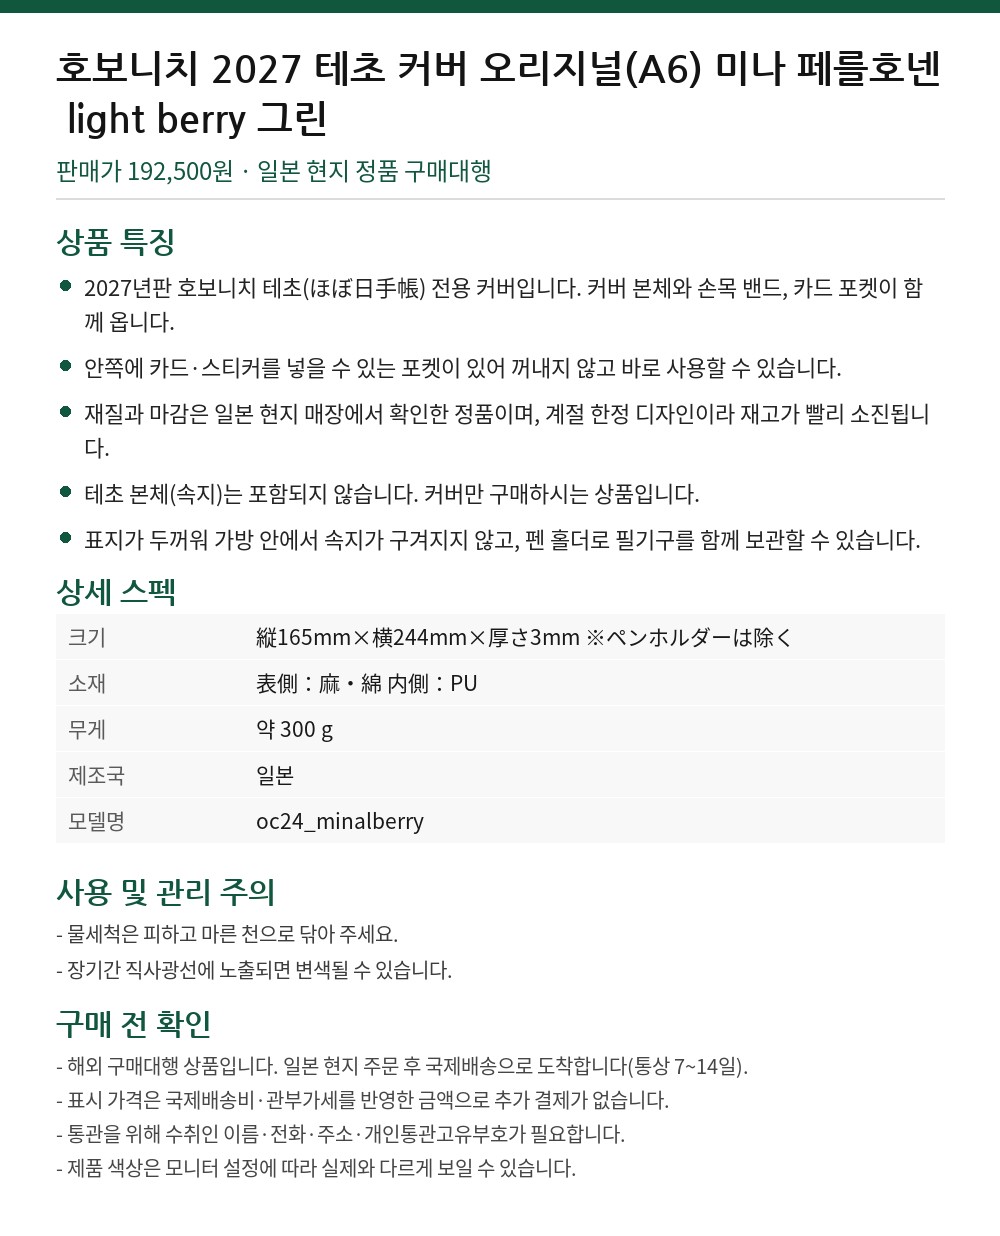 호보니치 2027 테초 커버 오리지널(A6) 미나 페를호넨
light berry 그린
판매가 192,500원 · 일본 현지 정품 구매대행
상품 특징
● 2027년판 호보니치 테초(ほぼ日手帳) 전용 커버입니다. 커버 본체와 손목 밴드, 카드 포켓이 함
께 옵니다.
● 안쪽에 카드·스티커를 넣을 수 있는 포켓이 있어 꺼내지 않고 바로 사용할 수 있습니다.
● 재질과 마감은 일본 현지 매장에서 확인한 정품이며, 계절 한정 디자인이라 재고가 빨리 소진됩니
다.
● 테초 본체(속지)는 포함되지 않습니다. 커버만 구매하시는 상품입니다.
● 표지가 두꺼워 가방 안에서 속지가 구겨지지 않고, 펜 홀더로 필기구를 함께 보관할 수 있습니다.
상세 스펙
크기 縦165mm×横244mm×厚さ3mm ※ペンホルダーは除く
소재 表側：麻・綿 内側：PU
무게 약 300 g
제조국 일본
모델명 oc24_minalberry
사용 및 관리 주의
- 물세척은 피하고 마른 천으로 닦아 주세요.
- 장기간 직사광선에 노출되면 변색될 수 있습니다.
구매 전 확인
- 해외 구매대행 상품입니다. 일본 현지 주문 후 국제배송으로 도착합니다(통상 7~14일).
- 표시 가격은 국제배송비·관부가세를 반영한 금액으로 추가 결제가 없습니다.
- 통관을 위해 수취인 이름·전화·주소·개인통관고유부호가 필요합니다.
- 제품 색상은 모니터 설정에 따라 실제와 다르게 보일 수 있습니다.